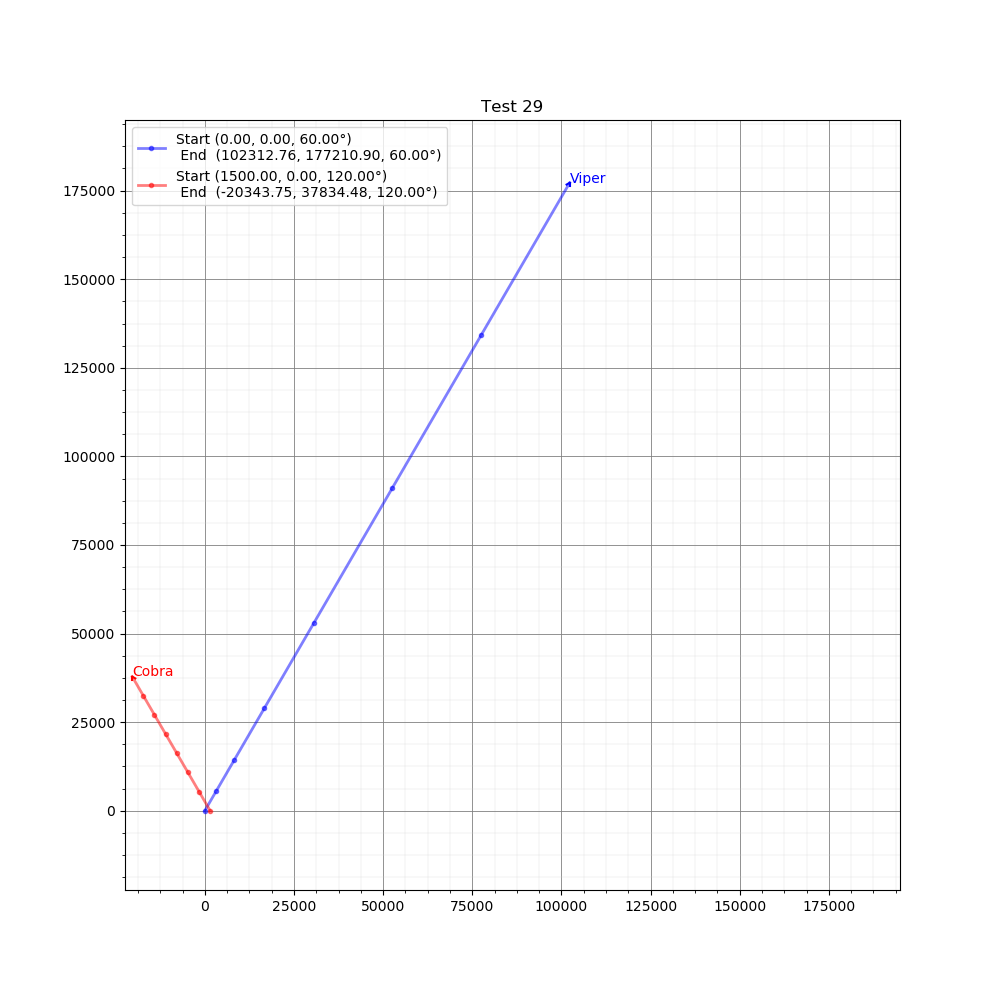 Test 29
Start (0.00, 0.00, 60.00°)
End  (102312.76, 177210.90, 60.00°)
Start (1500.00, 0.00, 120.00°)
End  (-20343.75, 37834.48, 120.00°)
Viper
Cobra
175000
150000
125000
100000
75000
50000
25000
0
0 25000 50000 75000 100000 125000 150000 175000